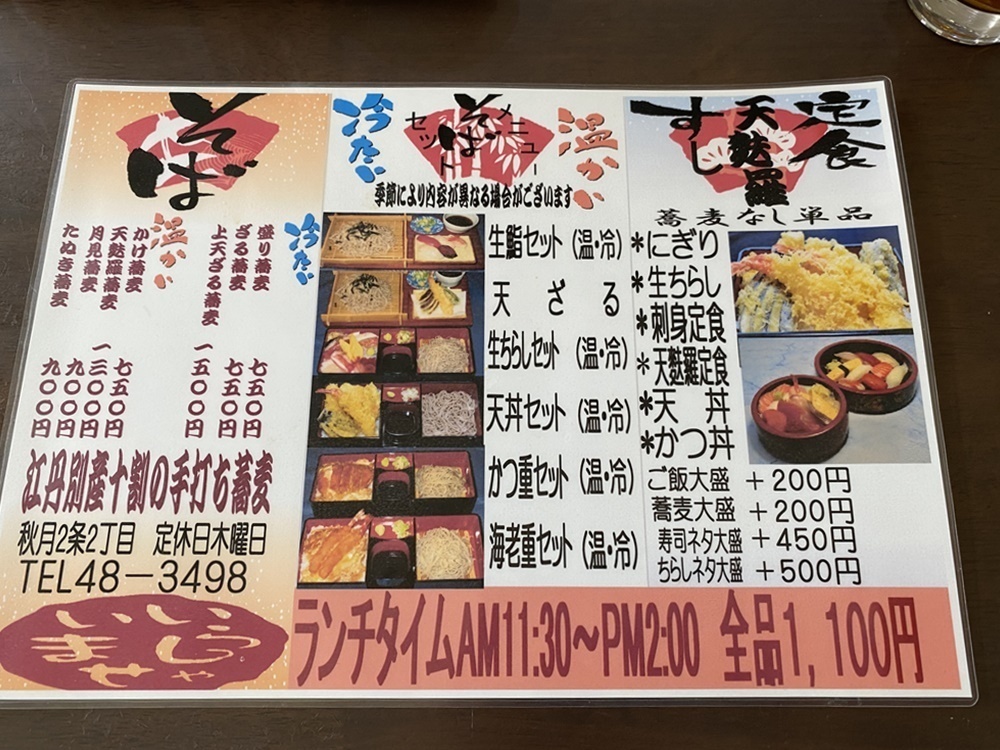 そば
冷たい
盛り蕎麦 七五〇円
ざる蕎麦 七五〇円
上天ざる蕎麦 一五〇〇円
温かい
かけ蕎麦 七五〇円
天麩羅蕎麦 一三〇〇円
月見蕎麦 九〇〇円
たぬき蕎麦 九〇〇円
江丹別産十割の手打ち蕎麦
秋月2条2丁目 定休日木曜日
TEL48－3498
いらっしゃいませ
冷たい
温かい
そば
セットメニュー
季節により内容が異なる場合がございます
生鮨セット(温・冷)
天ざる
生ちらしセット(温・冷)
天丼セット(温・冷)
かつ重セット(温・冷)
海老重セット(温・冷)
定食
天麩羅
すし
蕎麦なし単品
*にぎり
*生ちらし
*刺身定食
*天麩羅定食
*天丼
*かつ丼
ご飯大盛 +200円
蕎麦大盛 +200円
寿司ネタ大盛 +450円
ちらしネタ大盛 +500円
ランチタイムAM11:30～PM2:00 全品1,100円